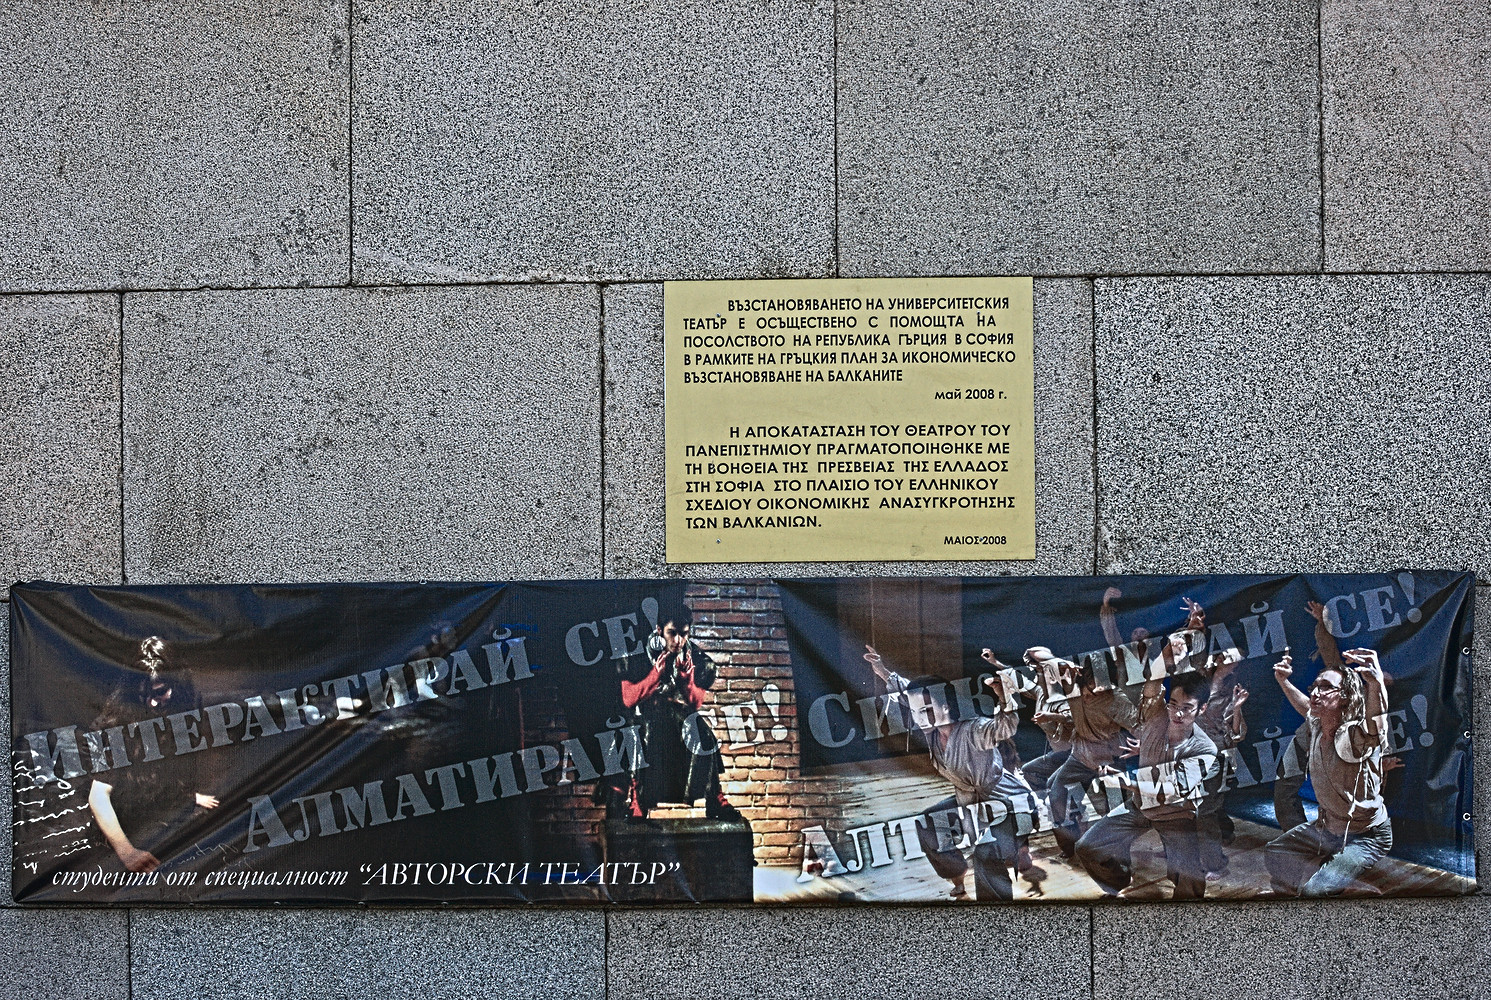 ВЪЗСТАНОВЯВАНЕТО НА УНИВЕРСИТЕТСКИЯ
ТЕАТЪР Е ОСЪЩЕСТВЕНО С ПОМОЩТА НА
ПОСОЛСТВОТО НА РЕПУБЛИКА ГЪРЦИЯ В СОФИЯ
В РАМКИТЕ НА ГРЪЦКИЯ ПЛАН ЗА ИКОНОМИЧЕСКО
ВЪЗСТАНОВЯВАНЕ НА БАЛКАНИТЕ
май 2008 г.
Η ΑΠΟΚΑΤΑΣΤΑΣΗ ΤΟΥ ΘΕΑΤΡΟΥ ΤΟΥ
ΠΑΝΕΠΙΣΤΗΜΙΟΥ ΠΡΑΓΜΑΤΟΠΟΙΗΘΗΚΕ ΜΕ
ΤΗ ΒΟΗΘΕΙΑ ΤΗΣ ΠΡΕΣΒΕΙΑΣ ΤΗΣ ΕΛΛΑΔΟΣ
ΣΤΗ ΣΟΦΙΑ ΣΤΟ ΠΛΑΙΣΙΟ ΤΟΥ ΕΛΛΗΝΙΚΟΥ
ΣΧΕΔΙΟΥ ΟΙΚΟΝΟΜΙΚΗΣ ΑΝΑΣΥΓΚΡΟΤΗΣΗΣ
ΤΩΝ ΒΑΛΚΑΝΙΩΝ.
ΜΑΙΟΣ 2008
ИНТЕРАКТИРАЙ СЕ!
АЛМАТИРАЙ СЕ!
СИНКРЕТИРАЙ СЕ!
АЛТЕРНАТИРАЙ СЕ!
студенти от специалност “АВТОРСКИ ТЕАТЪР”